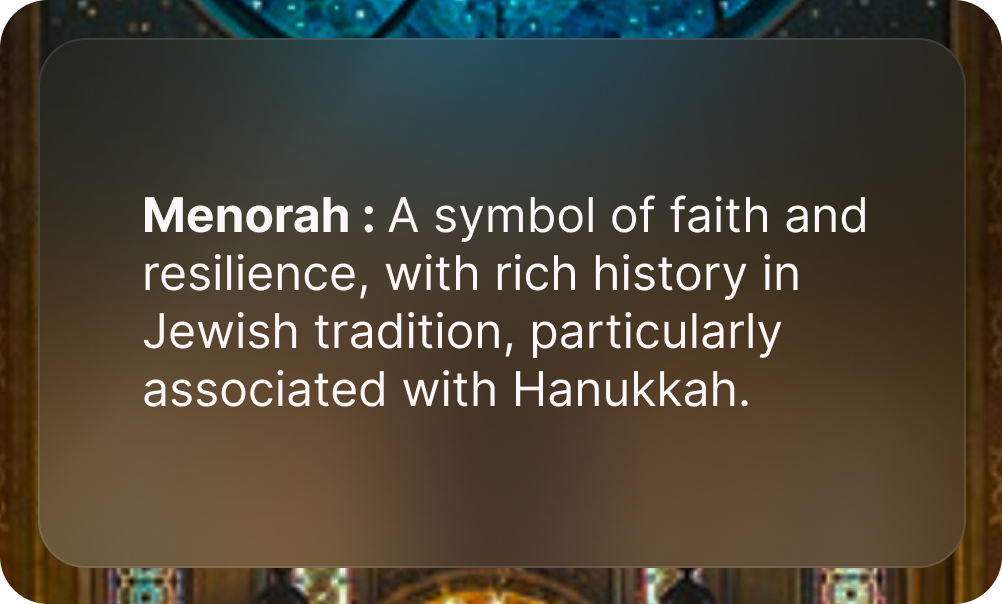 Menorah : A symbol of faith and
resilience, with rich history in
Jewish tradition, particularly
associated with Hanukkah.